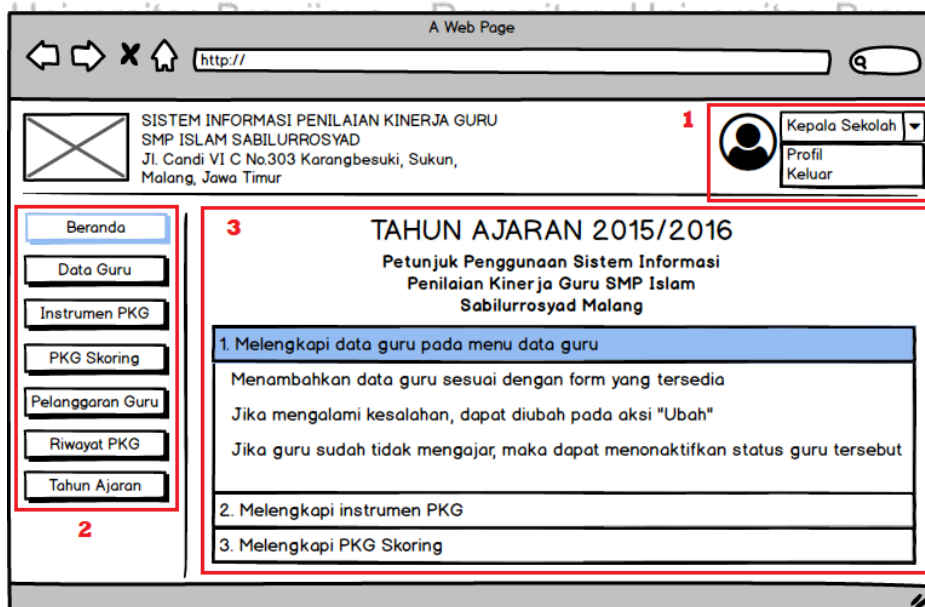 Universitas Brawijaya Repository Universitas Braw
A Web Page
http://
SISTEM INFORMASI PENILAIAN KINERJA GURU
SMP ISLAM SABILURROSYAD
Jl. Candi VI C No.303 Karangbesuki, Sukun,
Malang, Jawa Timur
1
Kepala Sekolah
Profil
Keluar
Beranda
Data Guru
Instrumen PKG
PKG Skoring
Pelanggaran Guru
Riwayat PKG
Tahun Ajaran
2
3
TAHUN AJARAN 2015/2016
Petunjuk Penggunaan Sistem Informasi
Penilaian Kinerja Guru SMP Islam
Sabilurrosyad Malang
1. Melengkapi data guru pada menu data guru
Menambahkan data guru sesuai dengan form yang tersedia
Jika mengalami kesalahan, dapat diubah pada aksi "Ubah"
Jika guru sudah tidak mengajar, maka dapat menonaktifkan status guru tersebut
2. Melengkapi instrumen PKG
3. Melengkapi PKG Skoring